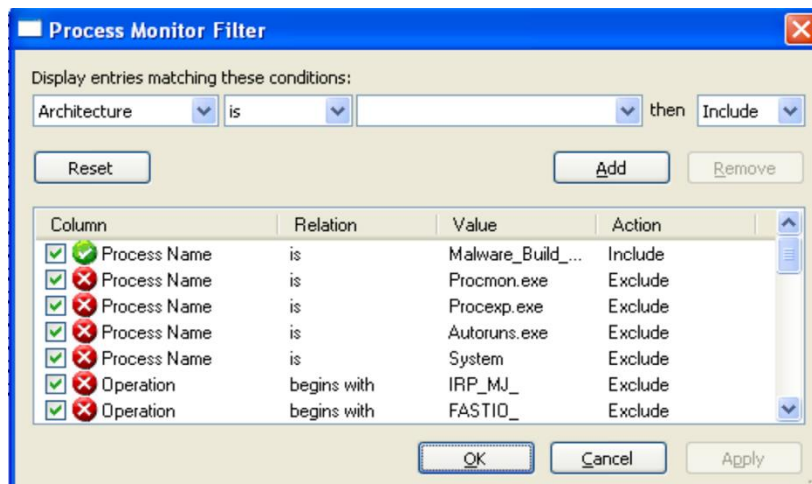 Process Monitor Filter
Display entries matching these conditions:
Architecture is then Include
Reset Add Remove
Column Relation Value Action
Process Name is Malware_Build_... Include
Process Name is Procmon.exe Exclude
Process Name is Procexp.exe Exclude
Process Name is Autoruns.exe Exclude
Process Name is System Exclude
Operation begins with IRP_MJ_ Exclude
Operation begins with FASTIO_ Exclude
OK Cancel Apply